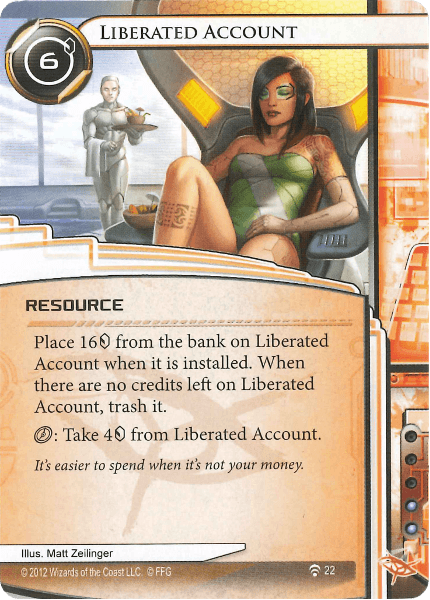 LIBERATED ACCOUNT
6
RESOURCE
Place 16 from the bank on Liberated
Account when it is installed. When
there are no credits left on Liberated
Account, trash it.
: Take 4 from Liberated Account.
It's easier to spend when it's not your money.
Illus. Matt Zeilinger
© 2012 Wizards of the Coast LLC. © FFG
22